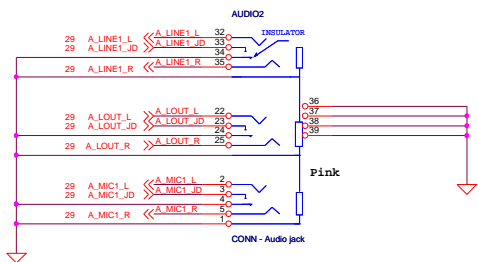 AUDIO2
29 A_LINE1_L A_LINE1_L 32 INSULATOR
29 A_LINE1_JD A_LINE1_JD 33
34
29 A_LINE1_R A_LINE1_R 35
36
37
29 A_LOUT_L A_LOUT_L 22
29 A_LOUT_JD A_LOUT_JD 23 38
24 39
29 A_LOUT_R A_LOUT_R 25
Pink
29 A_MIC1_L A_MIC1_L 2
29 A_MIC1_JD A_MIC1_JD 3
4
29 A_MIC1_R A_MIC1_R 5
1
CONN - Audio jack